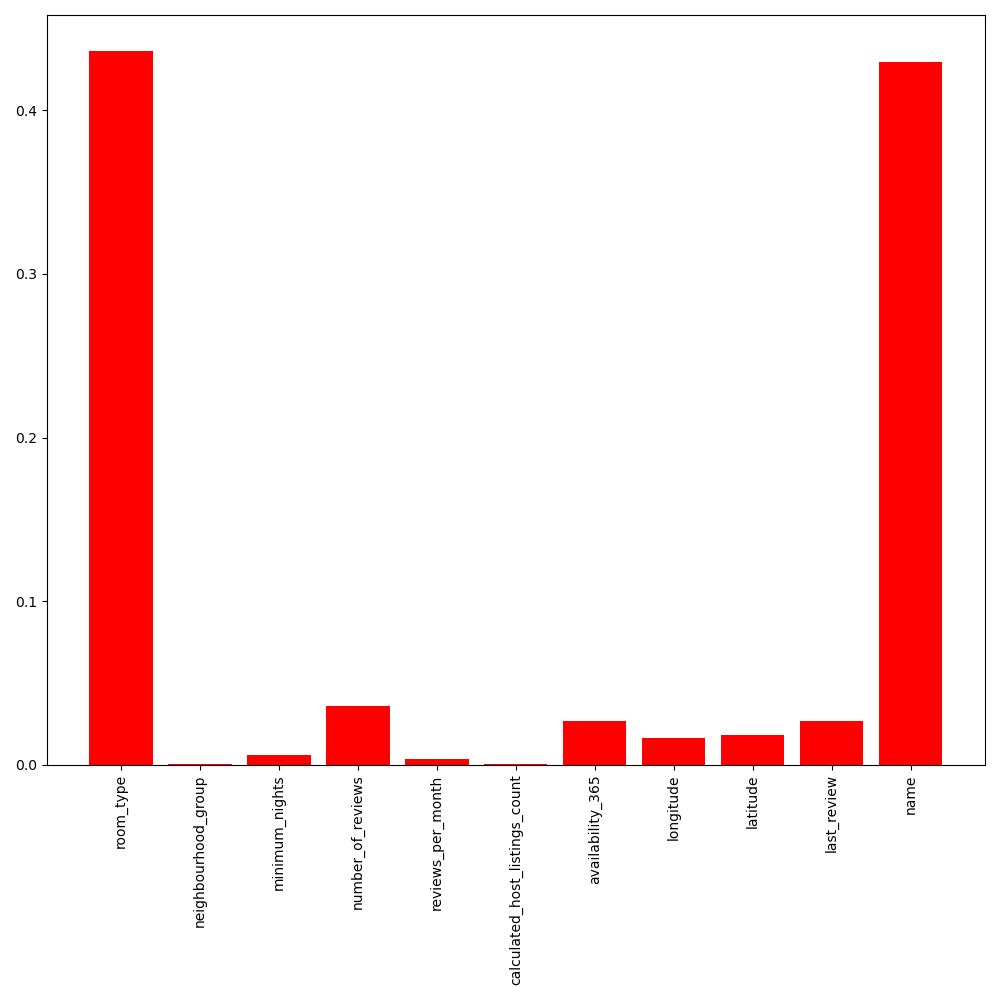 0.4
0.3
0.2
0.1
0.0
room_type
neighbourhood_group
minimum_nights
number_of_reviews
reviews_per_month
calculated_host_listings_count
availability_365
longitude
latitude
last_review
name